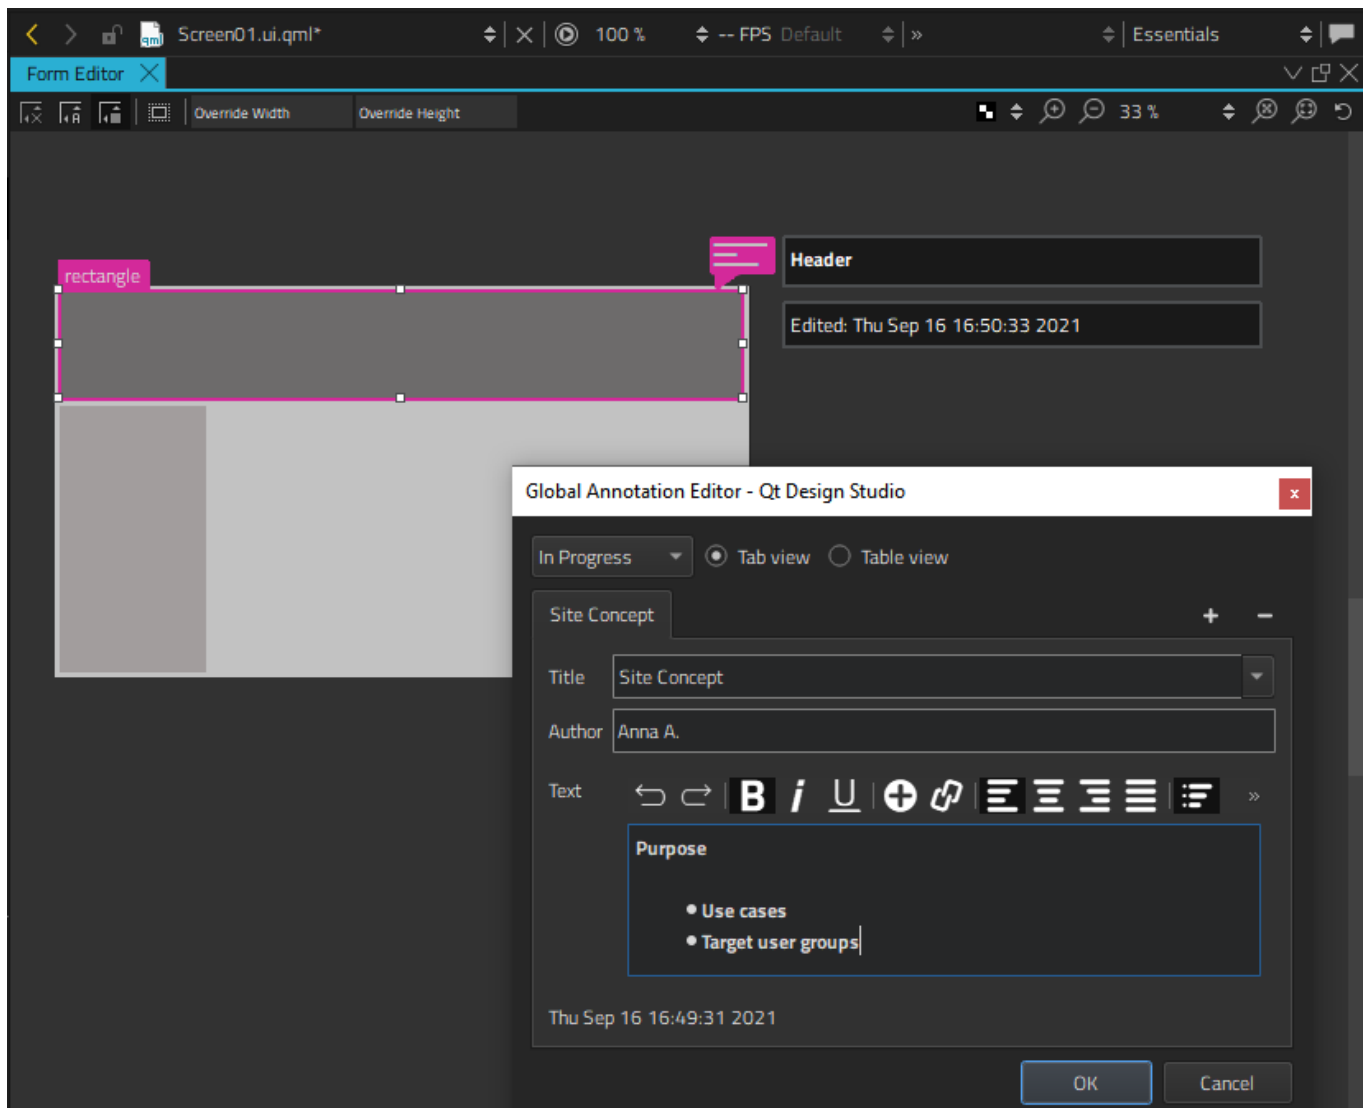 Screen01.ui.qml* 100 % -- FPS Default » Essentials
qml
Form Editor
Override Width Override Height 33 %
Header
rectangle
Edited: Thu Sep 16 16:50:33 2021
Global Annotation Editor - Qt Design Studio
x
In Progress Tab view Table view
Site Concept + −
Title Site Concept
Author Anna A.
Text B i U »
Purpose
• Use cases
• Target user groups
Thu Sep 16 16:49:31 2021
OK Cancel